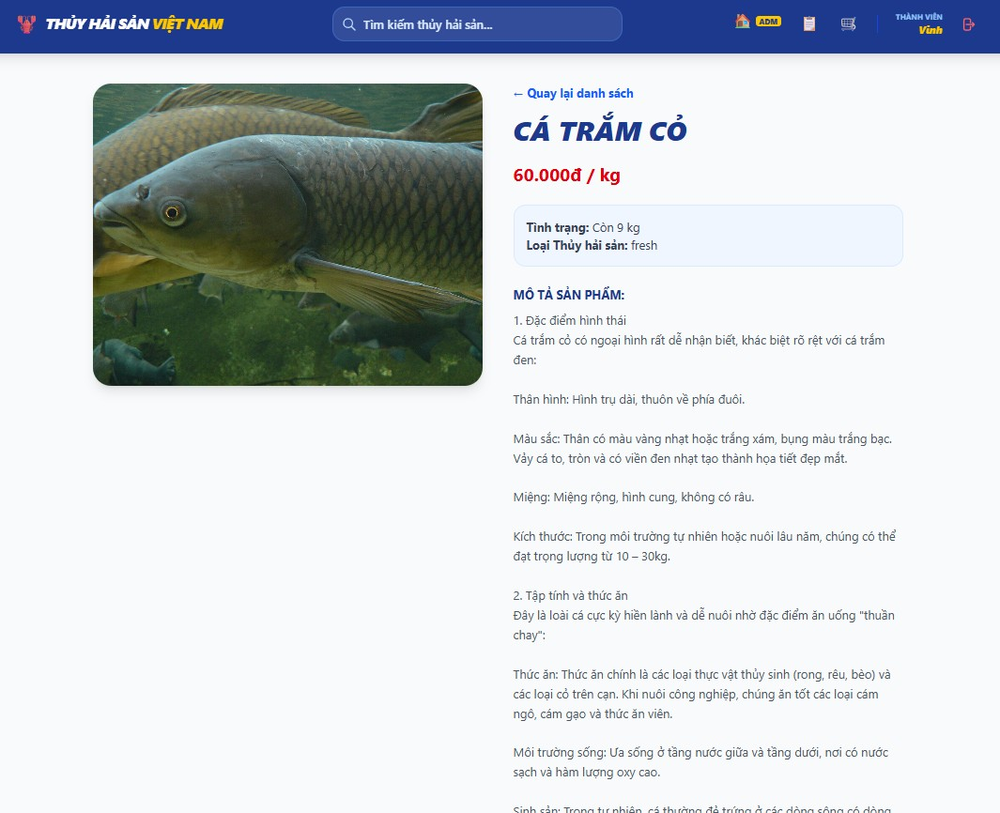 THỦY HẢI SẢN VIỆT NAM
Tìm kiếm thủy hải sản...
ADM
THÀNH VIÊN
Vinh
← Quay lại danh sách
CÁ TRẮM CỎ
60.000đ / kg
Tình trạng: Còn 9 kg
Loại Thủy hải sản: fresh
MÔ TẢ SẢN PHẨM:
1. Đặc điểm hình thái
Cá trắm cỏ có ngoại hình rất dễ nhận biết, khác biệt rõ rệt với cá trắm
đen:
Thân hình: Hình trụ dài, thuôn về phía đuôi.
Màu sắc: Thân có màu vàng nhạt hoặc trắng xám, bụng màu trắng bạc.
Vảy cá to, tròn và có viền đen nhạt tạo thành họa tiết đẹp mắt.
Miệng: Miệng rộng, hình cung, không có râu.
Kích thước: Trong môi trường tự nhiên hoặc nuôi lâu năm, chúng có thể
đạt trọng lượng từ 10 – 30kg.
2. Tập tính và thức ăn
Đây là loài cá cực kỳ hiền lành và dễ nuôi nhờ đặc điểm ăn uống "thuần
chay":
Thức ăn: Thức ăn chính là các loại thực vật thủy sinh (rong, rêu, bèo) và
các loại cỏ trên cạn. Khi nuôi công nghiệp, chúng ăn tốt các loại cám
ngô, cám gạo và thức ăn viên.
Môi trường sống: Ưa sống ở tầng nước giữa và tầng dưới, nơi có nước
sạch và hàm lượng oxy cao.
Sinh sản: Trong tự nhiên, cá thường đẻ trứng ở các dòng sông có dòng